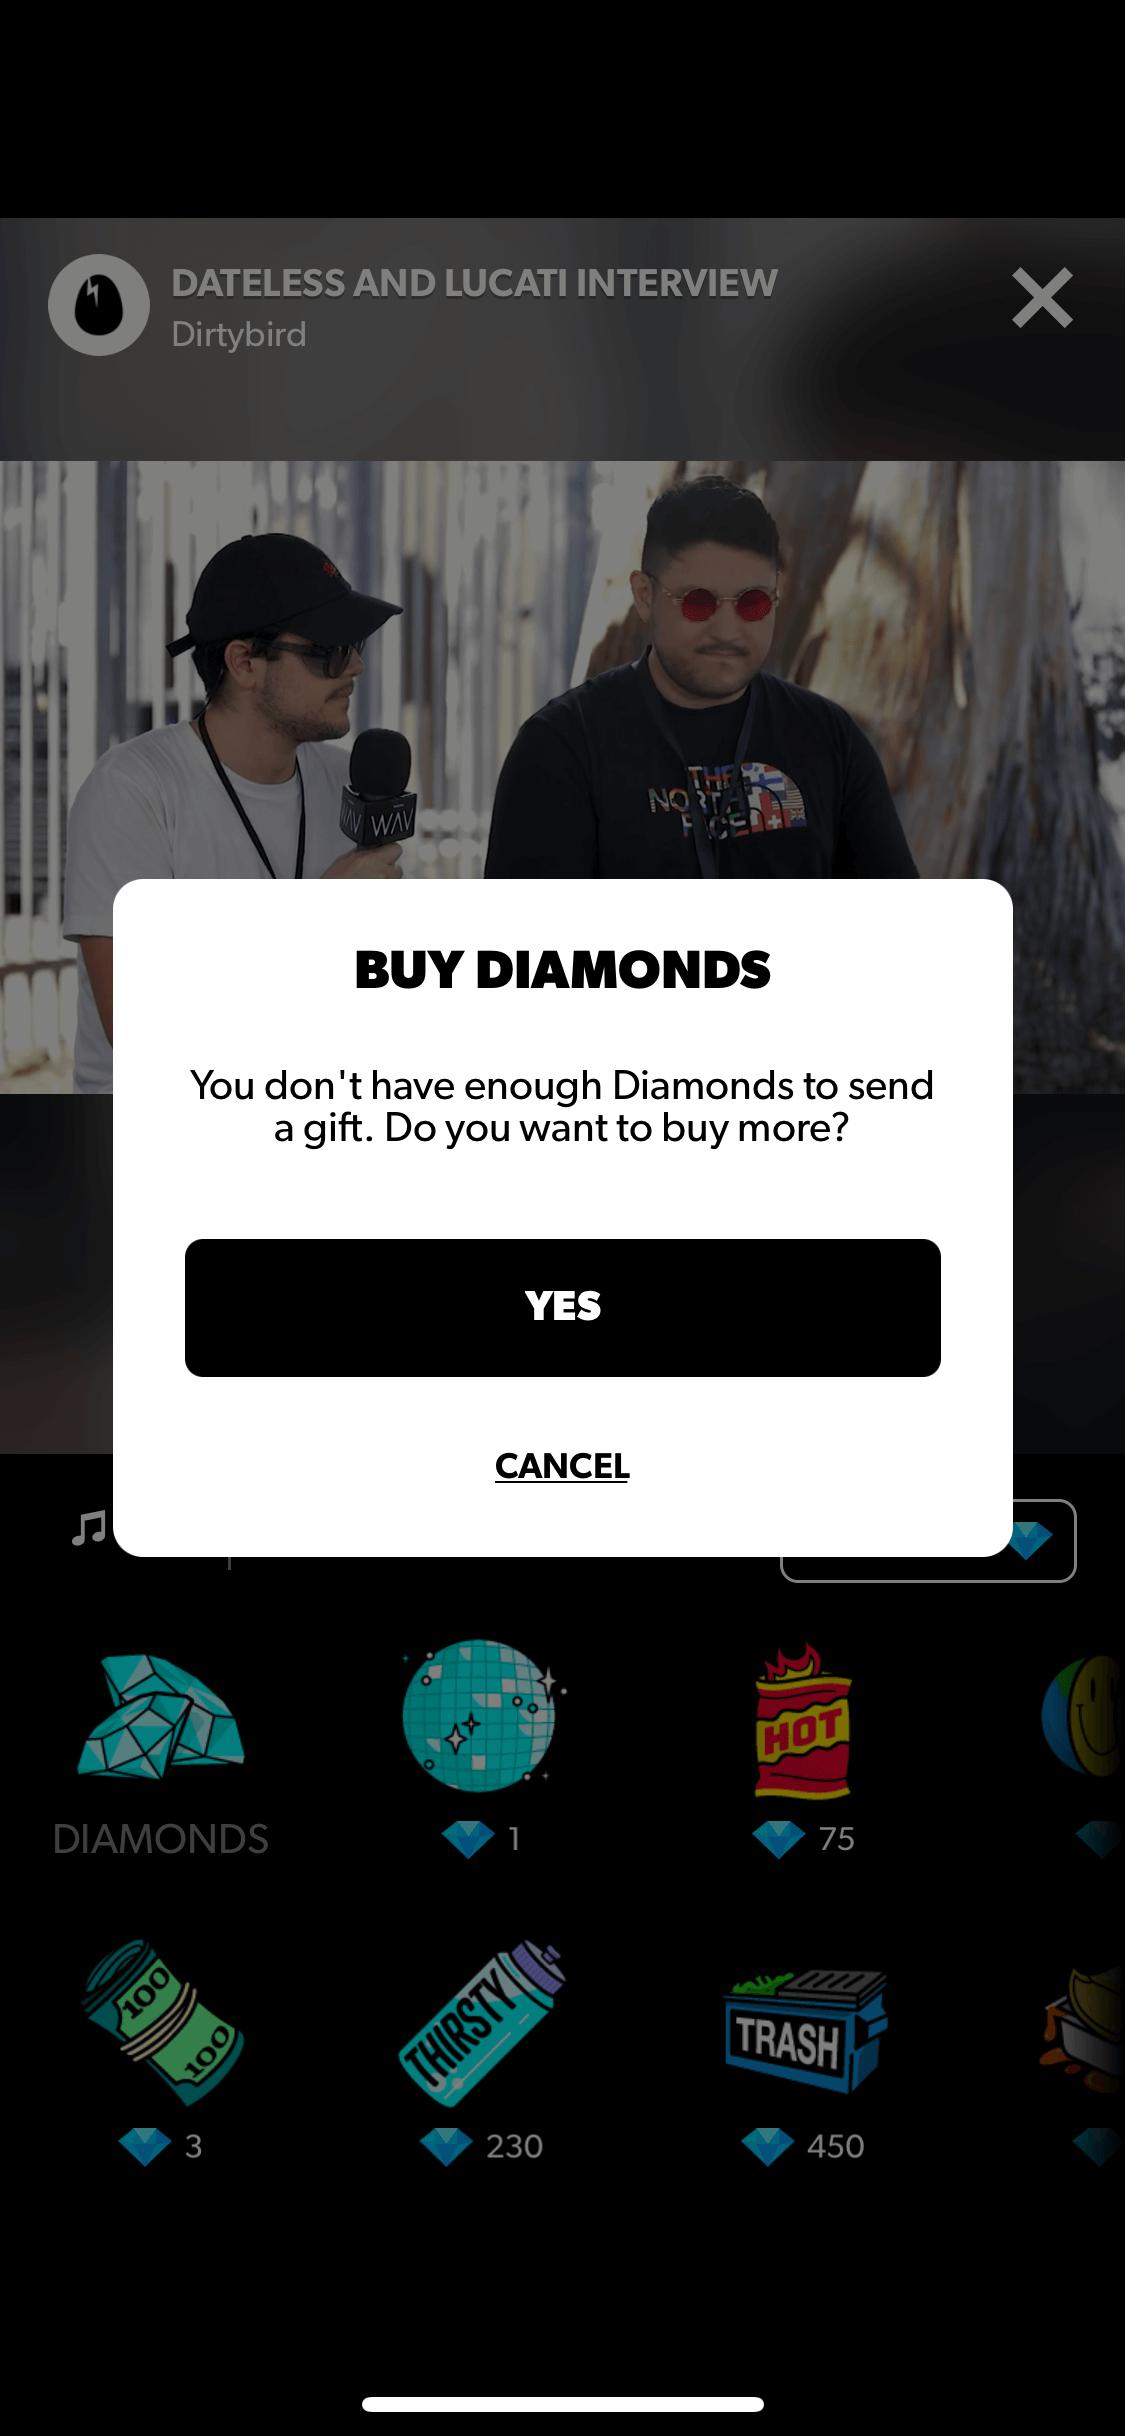 DATELESS AND LUCATI INTERVIEW
Dirtybird
THE
NORTH
FACE
WAV
BUY DIAMONDS
You don't have enough Diamonds to send
a gift. Do you want to buy more?
YES
CANCEL
DIAMONDS
1
HOT
75
100
100
3
THIRSTY
230
TRASH
450